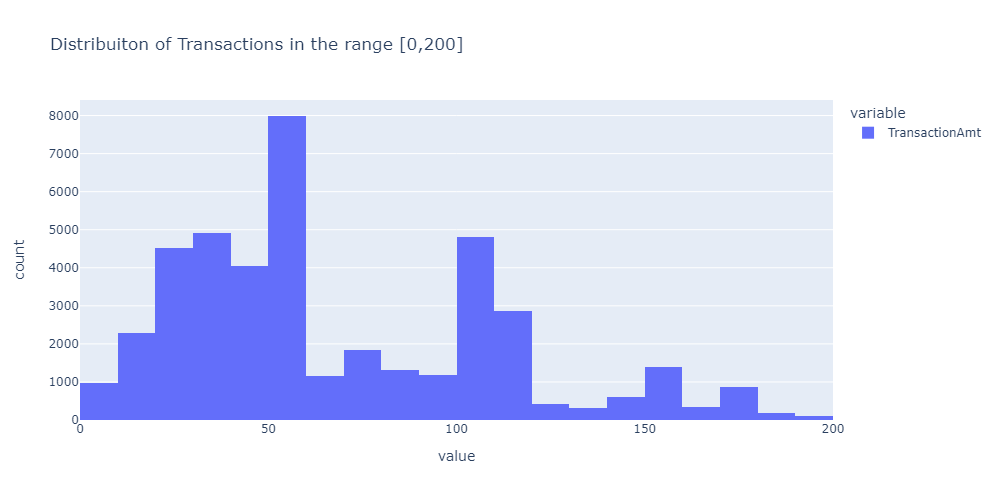 Distribuiton of Transactions in the range [0,200]
variable
TransactionAmt
8000
7000
6000
5000
4000
3000
2000
1000
0
count
0 50 100 150 200
value